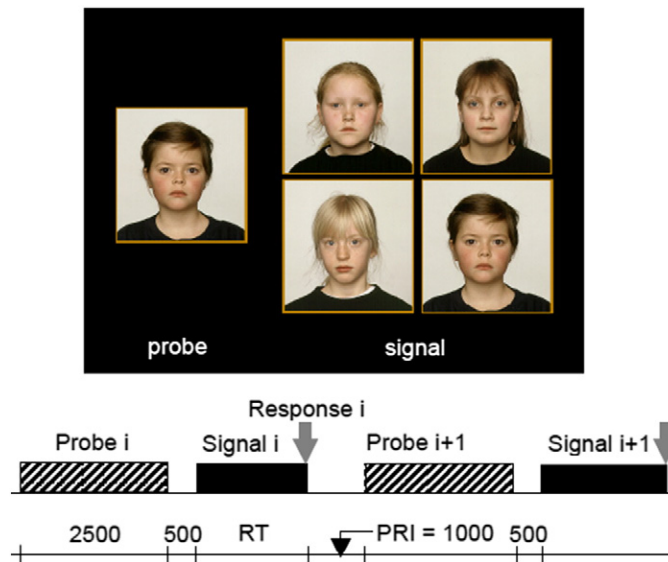 probe signal
Response i
Probe i Signal i Probe i+1 Signal i+1
2500 500 RT PRI = 1000 500